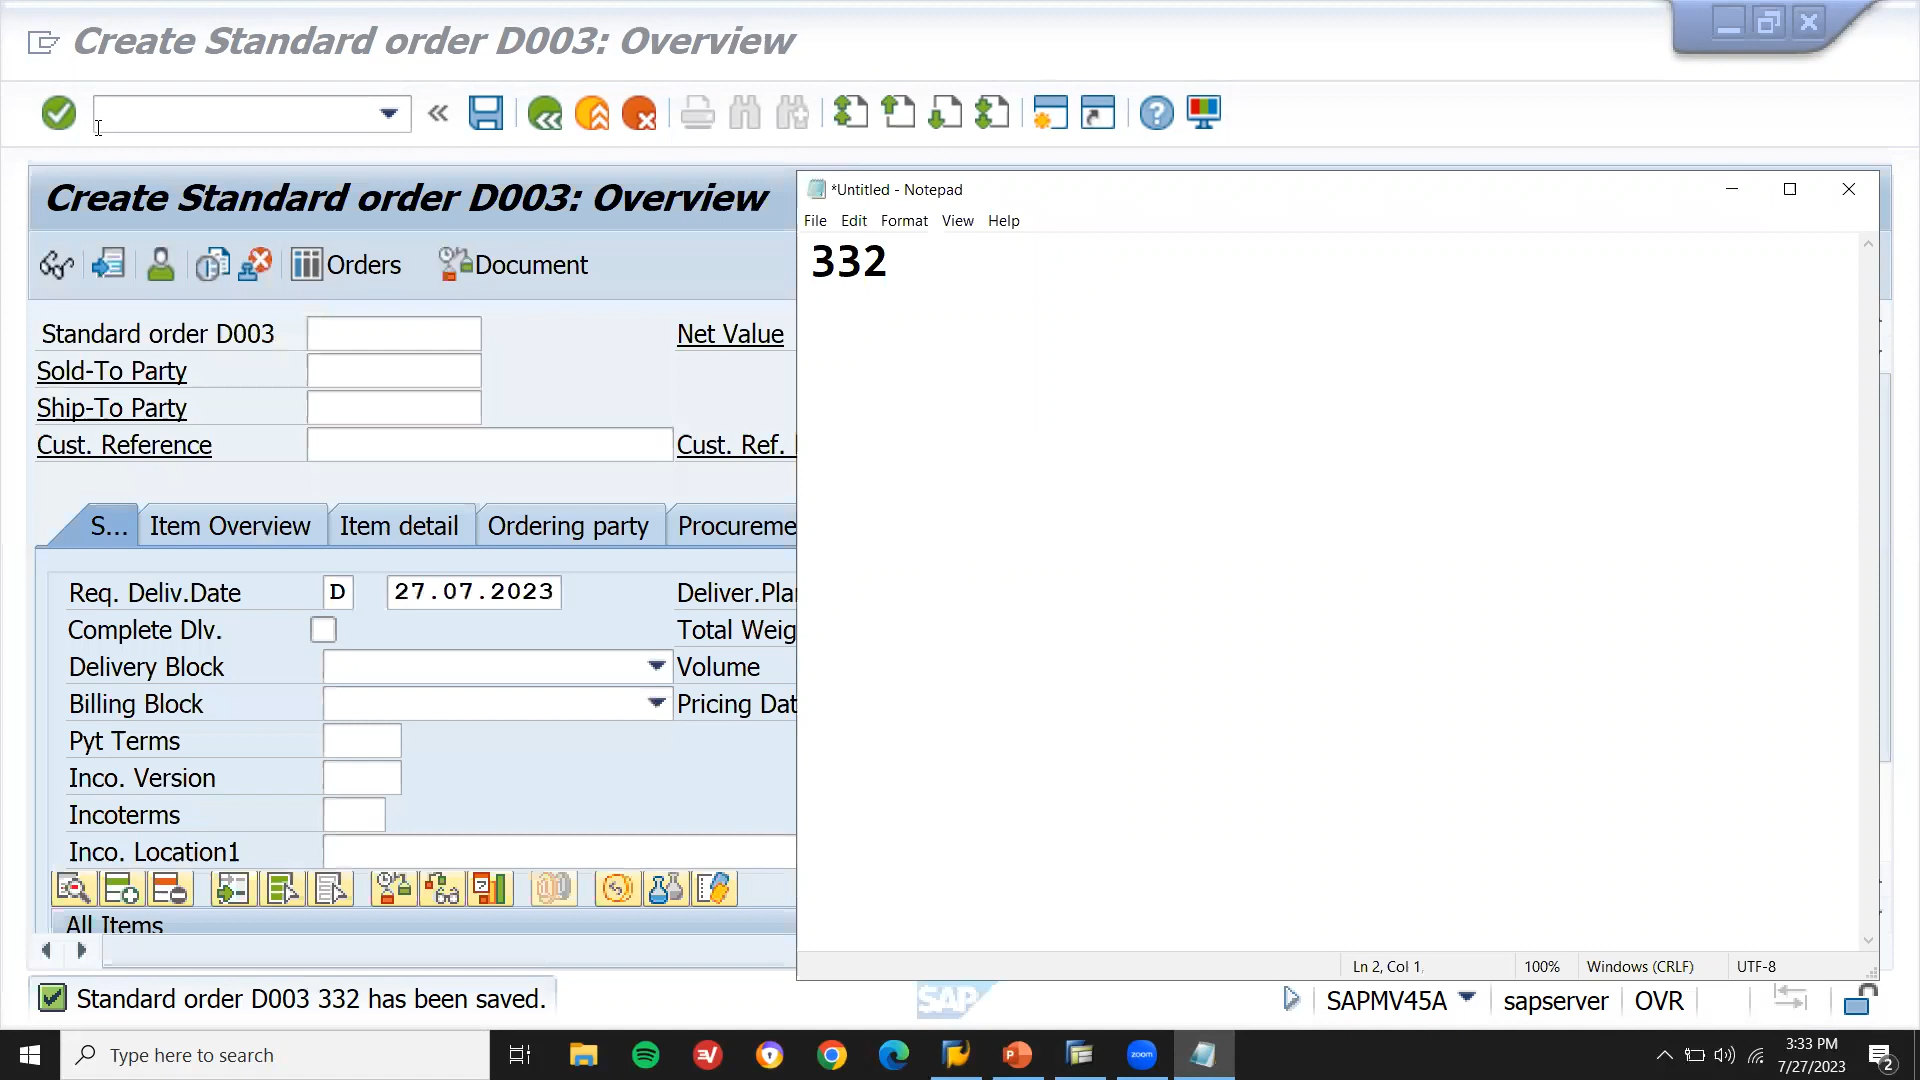 Create Standard order D003: Overview
Create Standard order D003: Overview
Orders
Document
Standard order D003
Net Value
Sold-To Party
Ship-To Party
Cust. Reference
Cust. Ref.
S...
Item Overview
Item detail
Ordering party
Procureme
Req. Deliv.Date
D
27.07.2023
Deliver.Pla
Complete Dlv.
Total Weig
Delivery Block
Volume
Billing Block
Pricing Dat
Pyt Terms
Inco. Version
Incoterms
Inco. Location1
All Items
*Untitled - Notepad
File
Edit
Format
View
Help
332
Ln 2, Col 1
100%
Windows (CRLF)
UTF-8
Standard order D003 332 has been saved.
SAP
SAPMV45A
sapserver
OVR
Type here to search
zoom
3:33 PM
7/27/2023
2